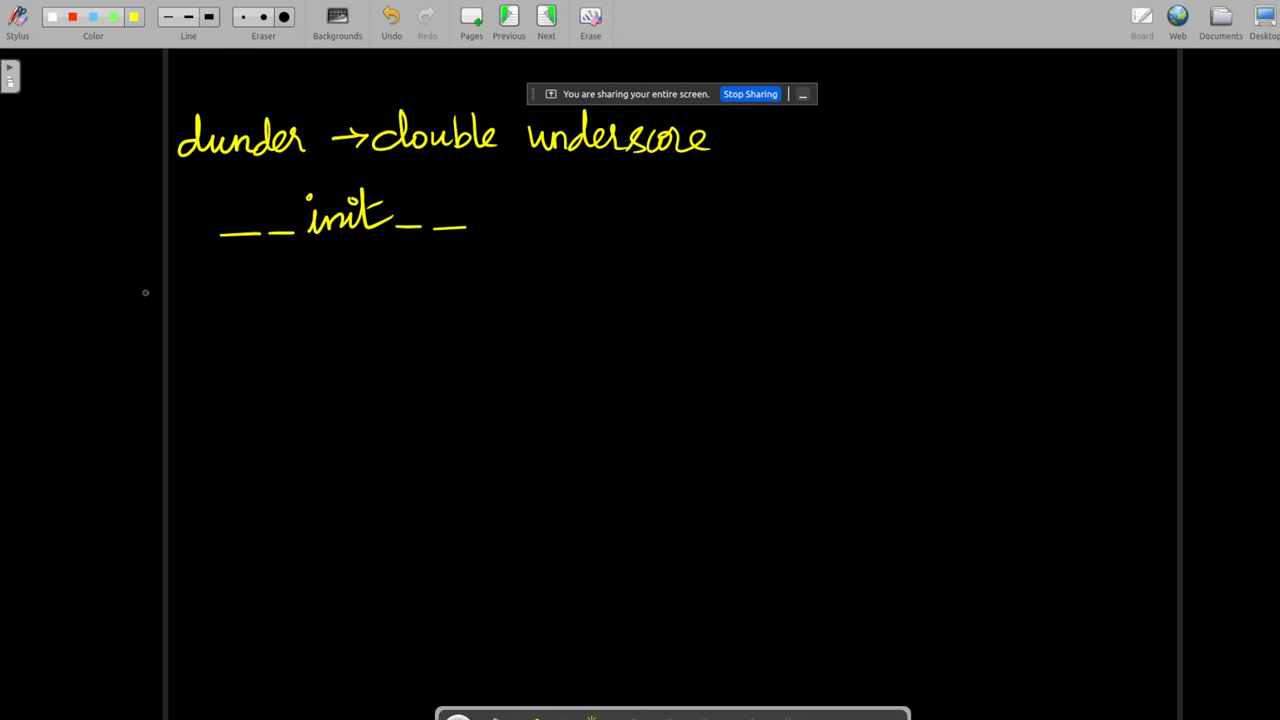 Color Line Eraser Backgrounds Undo Redo Pages Previous Next Erase Board Web Documents Desktop
Stylus
You are sharing your entire screen. Stop Sharing
dunder → double underscore
__init__